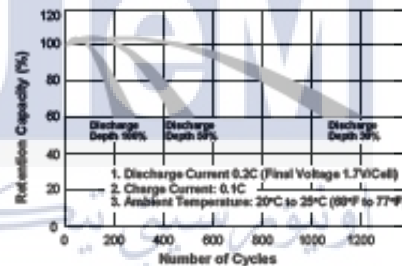 120
100
80
60
40
20
0
Retention Capacity (%)
Discharge Depth 100%
Discharge Depth 50%
Discharge Depth 30%
1. Discharge Current 0.2C (Final Voltage 1.7V/Cell)
2. Charge Current: 0.1C
3. Ambient Temperature: 20°C to 25°C (68°F to 77°F
0 200 400 600 800 1000 1200
Number of Cycles